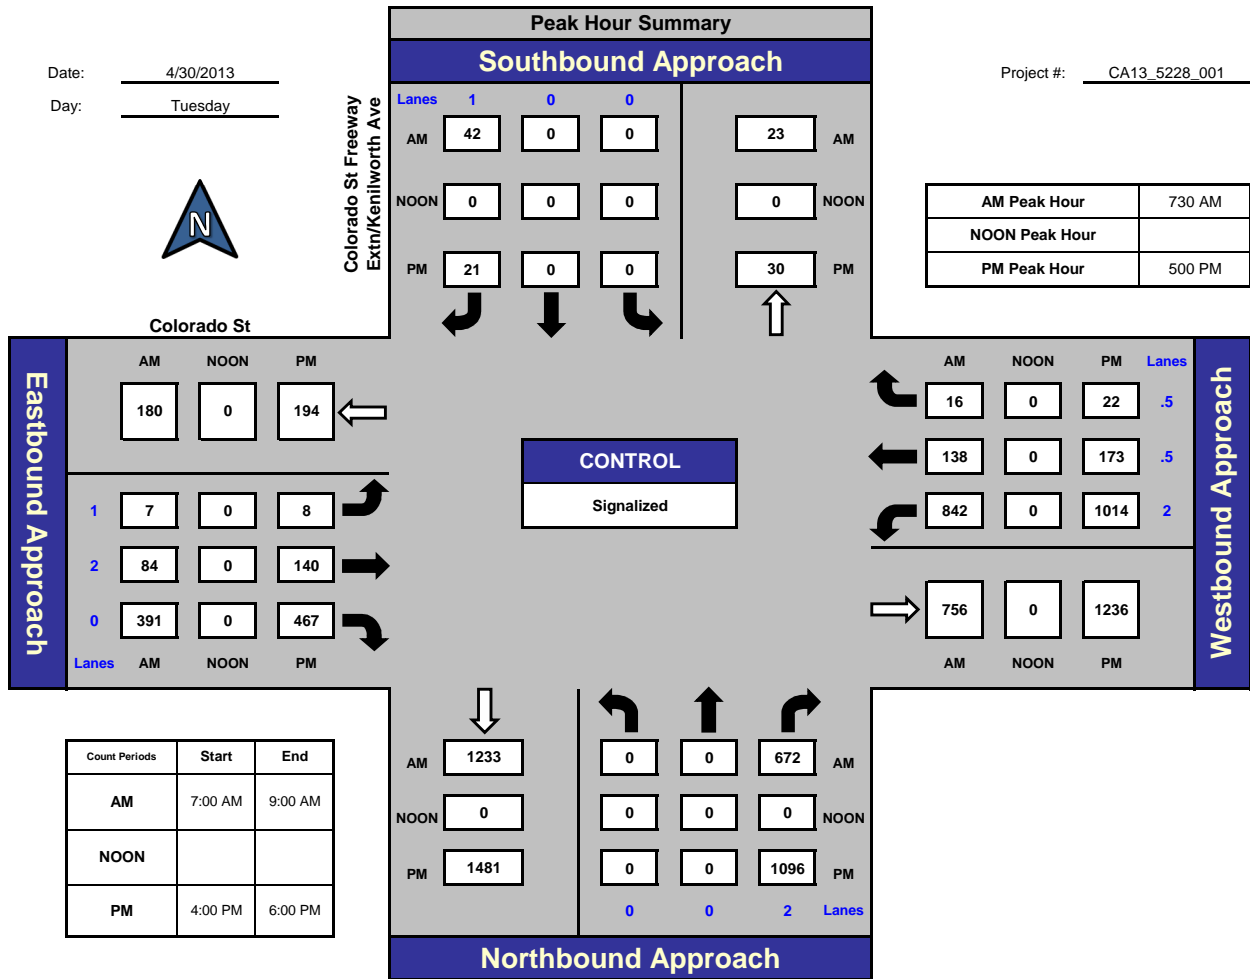 Peak Hour Summary
Southbound Approach
Date: 4/30/2013
Day: Tuesday
Project #: CA13_5228_001
Colorado St Freeway
Extn/Kenilworth Ave
Lanes 1 0 0
AM 42 0 0 23 AM
NOON 0 0 0 0 NOON
PM 21 0 0 30 PM
N
AM Peak Hour 730 AM
NOON Peak Hour
PM Peak Hour 500 PM
Colorado St
Eastbound Approach
AM NOON PM
180 0 194
1 7 0 8
2 84 0 140
0 391 0 467
Lanes AM NOON PM
CONTROL
Signalized
AM NOON PM Lanes
16 0 22 .5
138 0 173 .5
842 0 1014 2
756 0 1236
AM NOON PM
Westbound Approach
Count Periods Start End
AM 7:00 AM 9:00 AM
NOON
PM 4:00 PM 6:00 PM
AM 1233 0 0 672 AM
NOON 0 0 0 0 NOON
PM 1481 0 0 1096 PM
0 0 2 Lanes
Northbound Approach